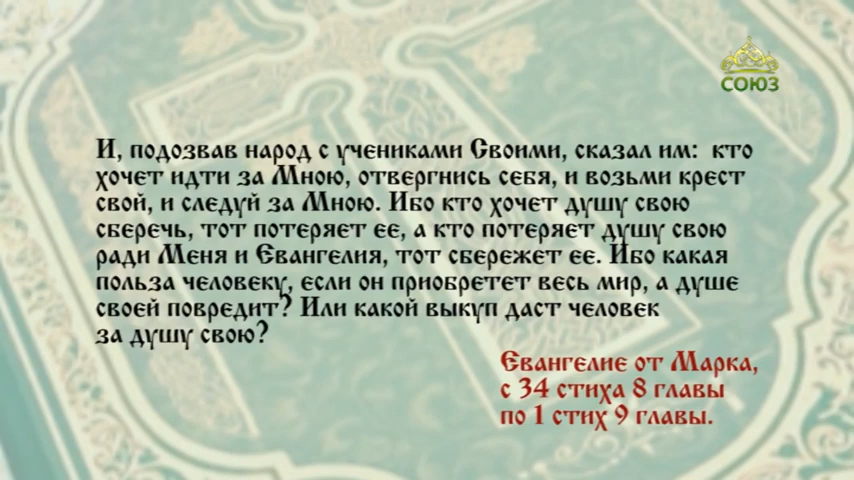 СОЮЗ
И, подозвав народ с учениками Своими, сказал им: кто
хочет идти за Мною, отвергнись себя, и возьми крест
свой, и следуй за Мною. Ибо кто хочет душу свою
сберечь, тот потеряет ее, а кто потеряет душу свою
ради Меня и Евангелия, тот сбережет ее. Ибо какая
польза человеку, если он приобретет весь мир, а душе
своей повредит? Или какой выкуп даст человек
за душу свою?
Евангелие от Марка,
с 34 стиха 8 главы
по 1 стих 9 главы.